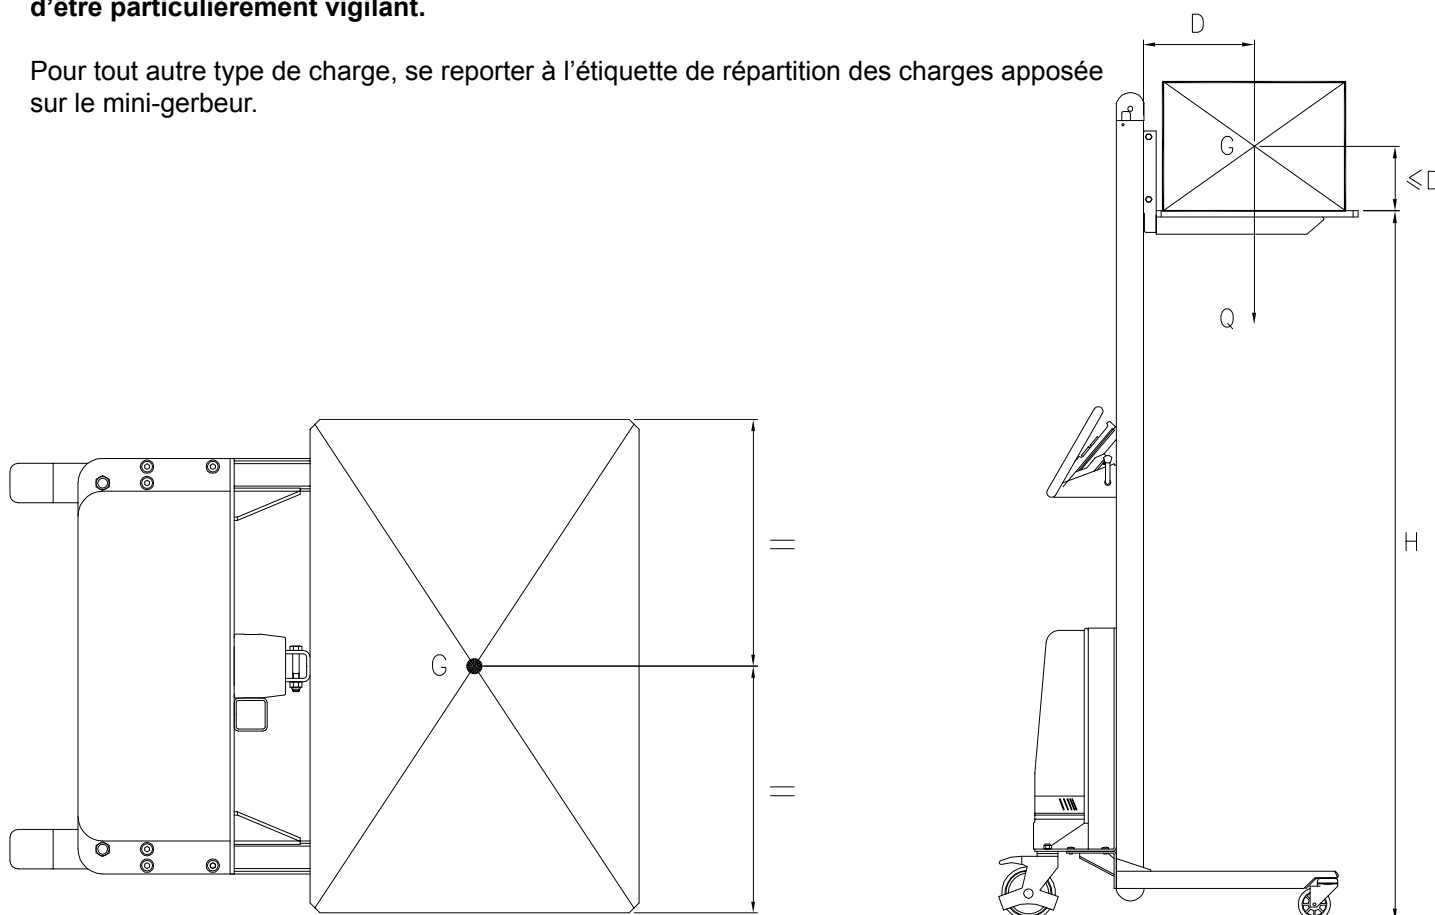 d'être particulièrement vigilant.
Pour tout autre type de charge, se reporter à l’étiquette de répartition des charges apposée
sur le mini-gerbeur.
D
G
≤D
Q
H
=
G
=